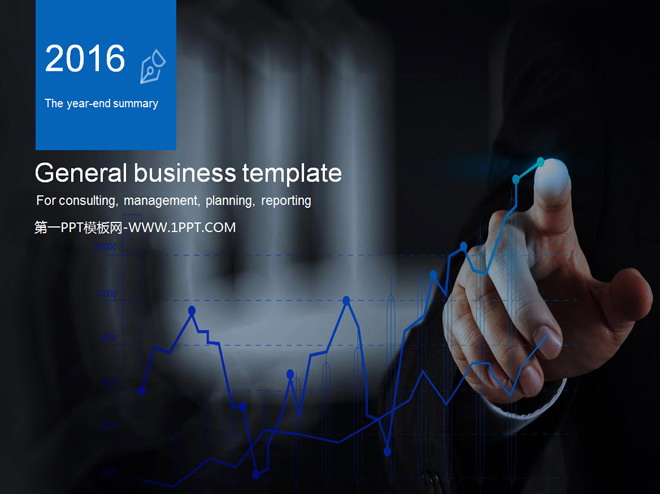 2016
The year-end summary
General business template
For consulting, management, planning, reporting
第一PPT模板网-WWW.1PPT.COM